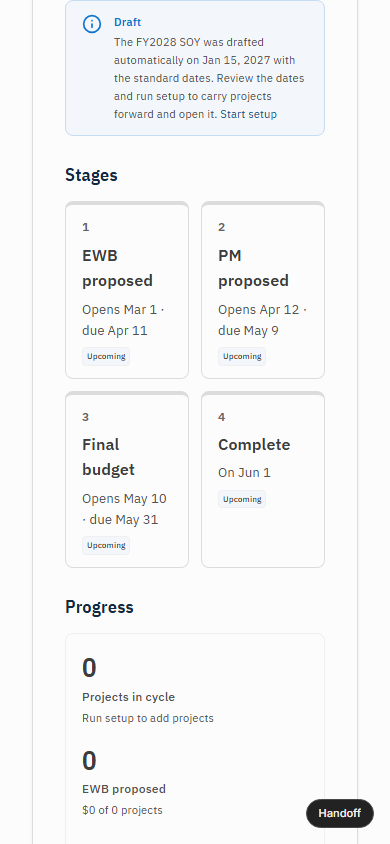 Draft
The FY2028 SOY was drafted
automatically on Jan 15, 2027 with
the standard dates. Review the dates
and run setup to carry projects
forward and open it. Start setup
Stages
1
EWB
proposed
Opens Mar 1 ·
due Apr 11
Upcoming
2
PM
proposed
Opens Apr 12 ·
due May 9
Upcoming
3
Final
budget
Opens May 10
· due May 31
Upcoming
4
Complete
On Jun 1
Upcoming
Progress
0
Projects in cycle
Run setup to add projects
0
EWB proposed
$0 of 0 projects
Handoff